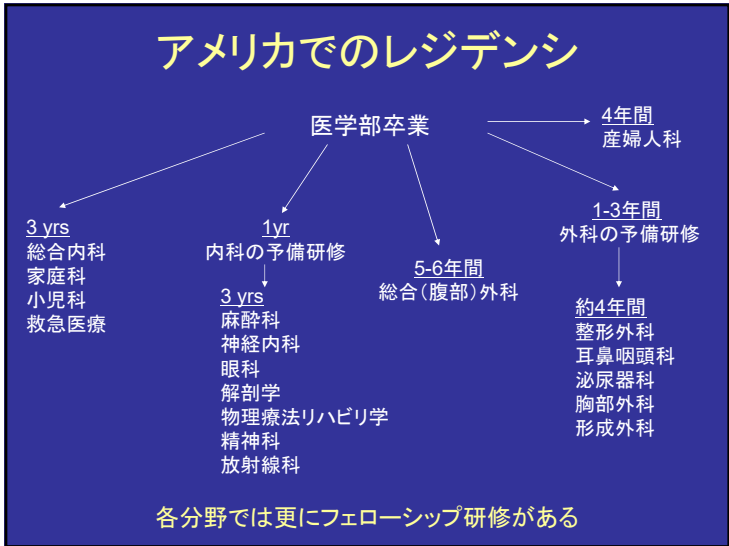 アメリカでのレジデンシ
医学部卒業
4年間
産婦人科
3 yrs
総合内科
家庭科
小児科
救急医療
1yr
内科の予備研修
3 yrs
麻酔科
神経内科
眼科
解剖学
物理療法リハビリ学
精神科
放射線科
5-6年間
総合(腹部)外科
1-3年間
外科の予備研修
約4年間
整形外科
耳鼻咽頭科
泌尿器科
胸部外科
形成外科
各分野では更にフェローシップ研修がある